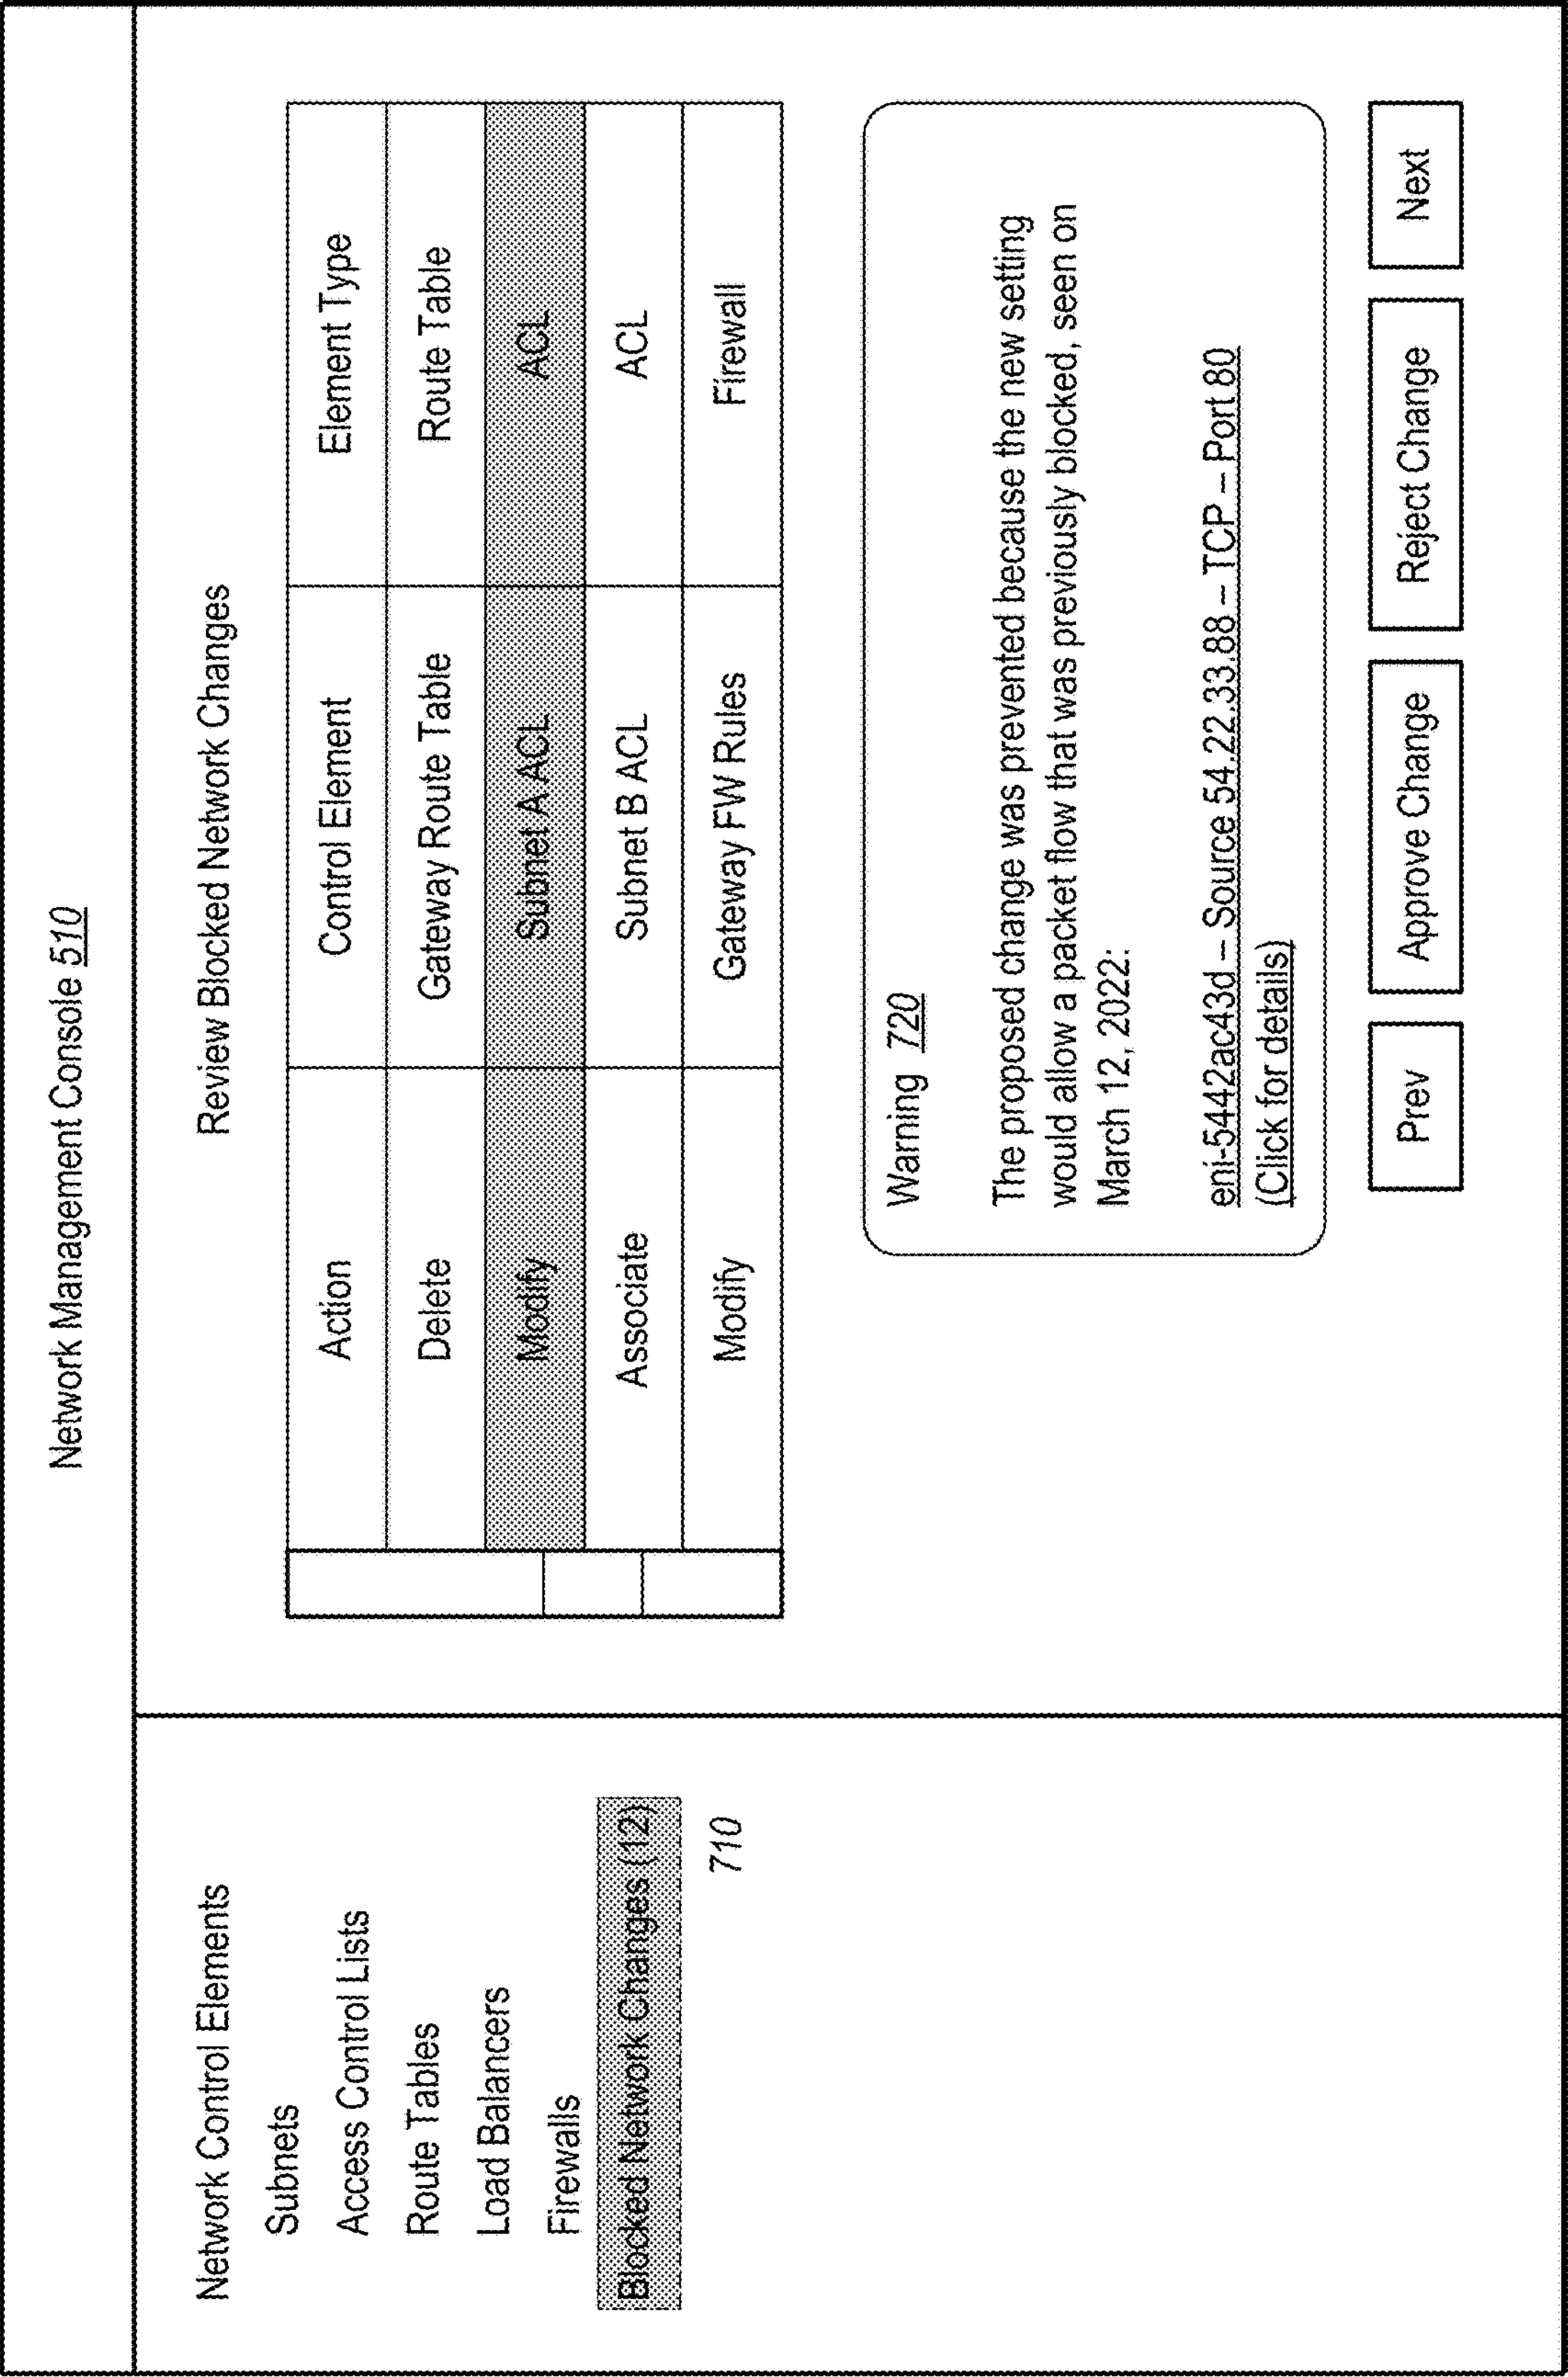 Network Management Console 510
Network Control Elements
Subnets
Access Control Lists
Route Tables
Load Balancers
Firewalls
Blocked Network Changes (12)
710
Review Blocked Network Changes
Action Control Element Element Type
Delete Gateway Route Table Route Table
Modify Subnet A ACL ACL
Associate Subnet B ACL ACL
Modify Gateway FW Rules Firewall
Warning 720
The proposed change was prevented because the new setting
would allow a packet flow that was previously blocked, seen on
March 12, 2022:
eni-5442ac43d – Source 54.22.33.88 – TCP – Port 80
(Click for details)
Prev Approve Change Reject Change Next